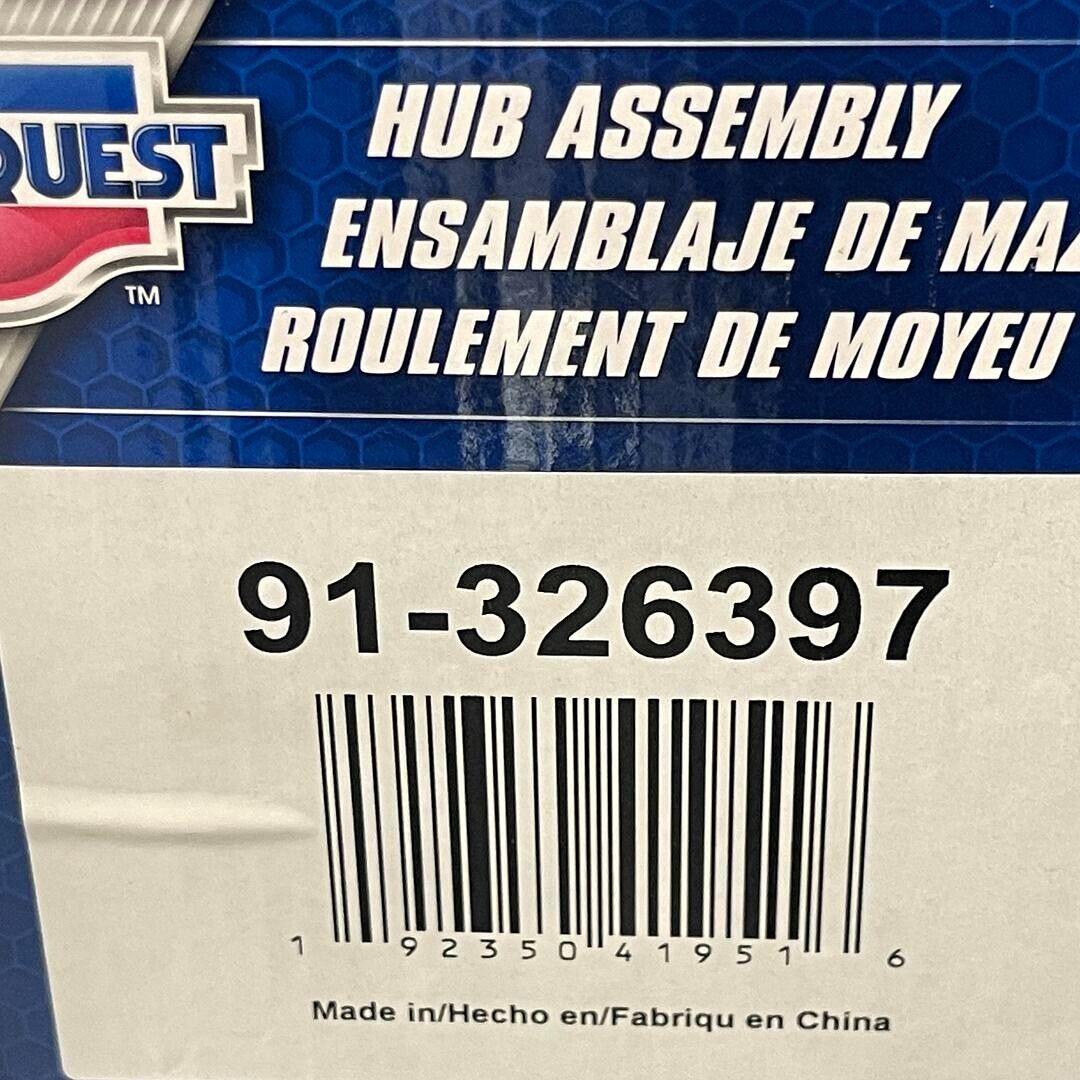 QUEST
TM
HUB ASSEMBLY
ENSAMBLAJE DE
ROULEMENT DE MOYEU
91-326397
1 92350 41951 6
Made in/Hecho en/Fabriqu en China